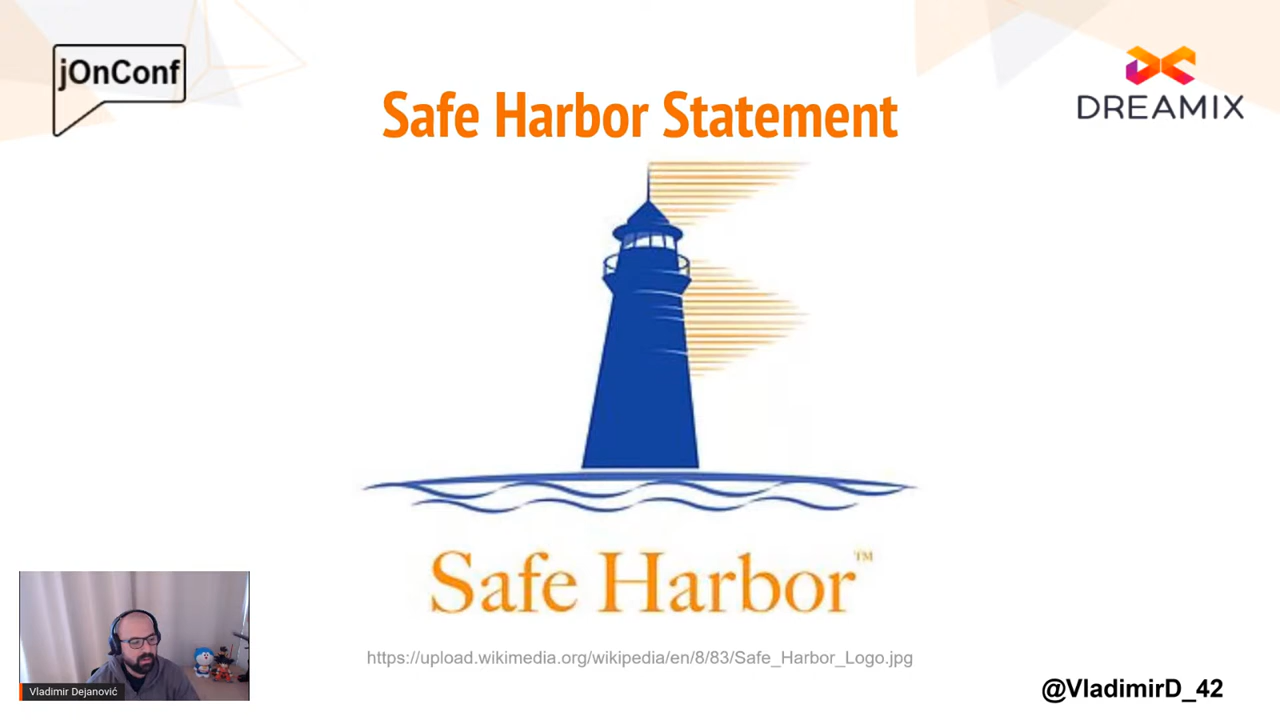 jOnConf
DREAMIX
Safe Harbor Statement
Safe Harbor™
https://upload.wikimedia.org/wikipedia/en/8/83/Safe_Harbor_Logo.jpg
Vladimir Dejanović
@VladimirD_42